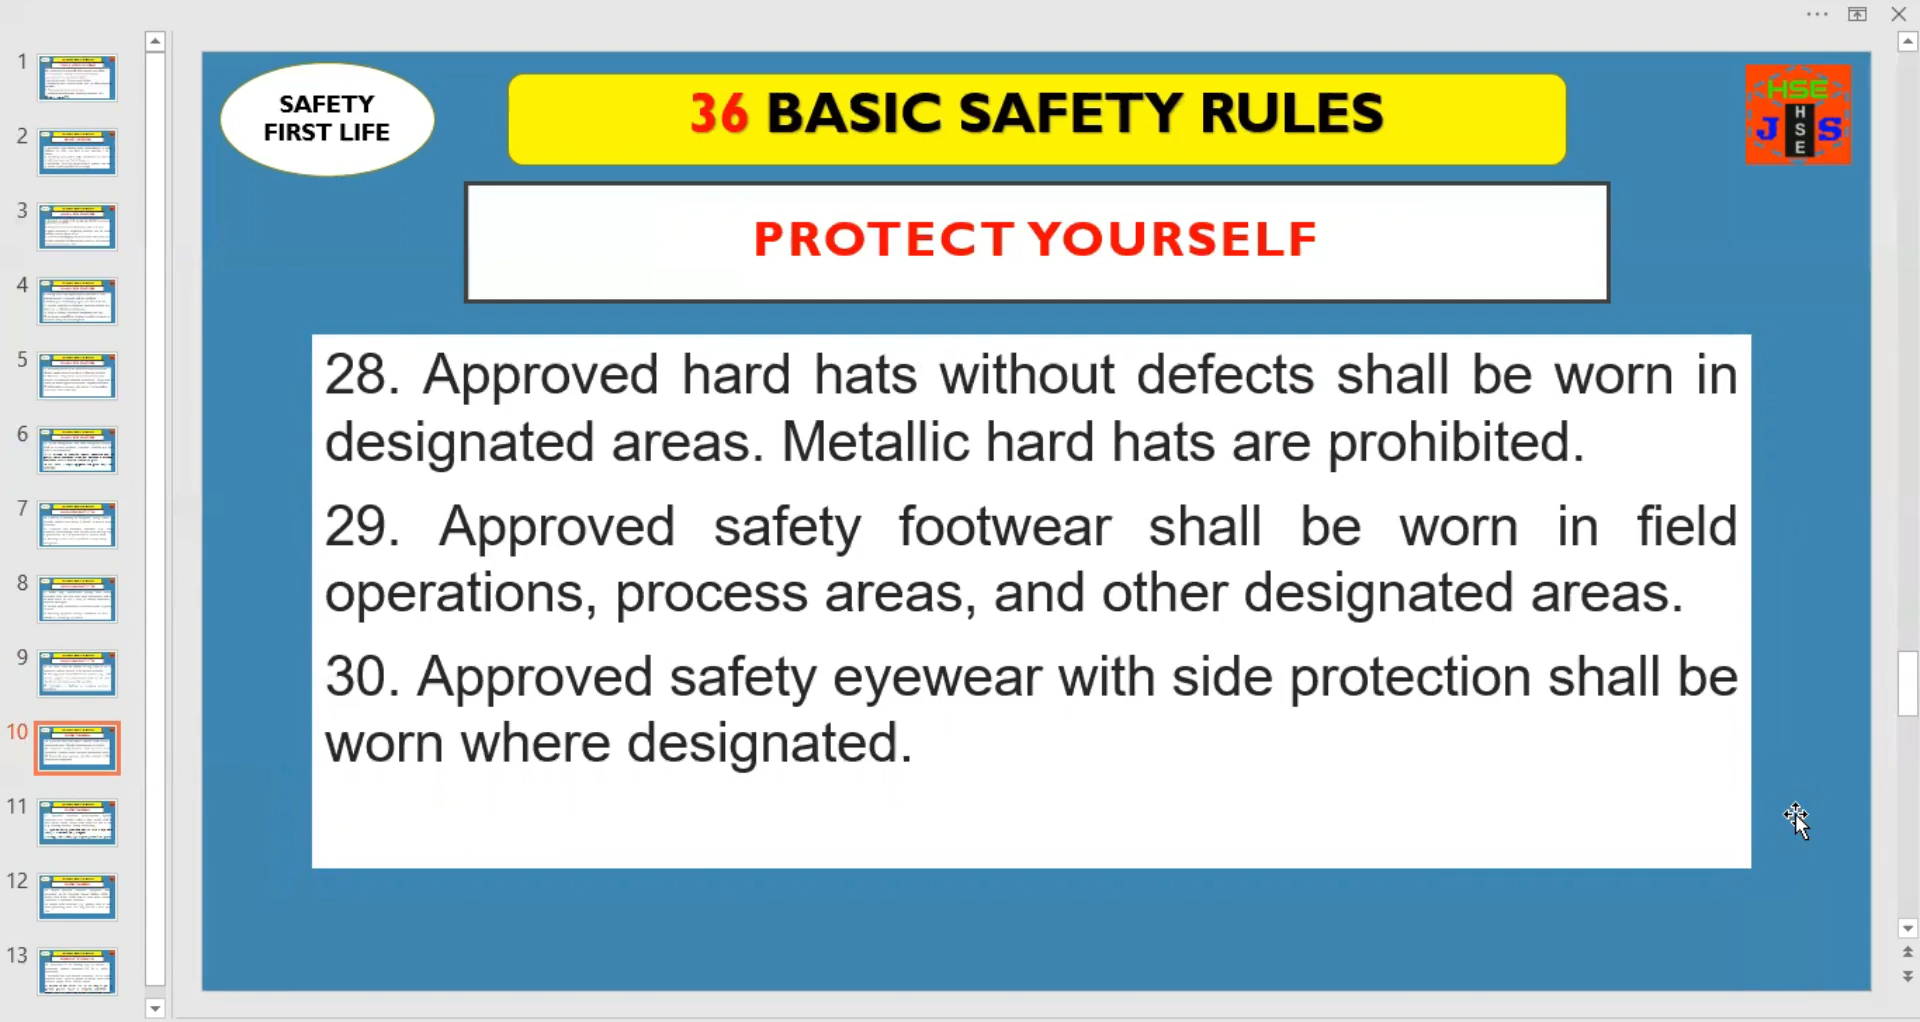 SAFETY
FIRST LIFE
36 BASIC SAFETY RULES
HSE
J HSE S
PROTECT YOURSELF
28. Approved hard hats without defects shall be worn in
designated areas. Metallic hard hats are prohibited.
29. Approved safety footwear shall be worn in field
operations, process areas, and other designated areas.
30. Approved safety eyewear with side protection shall be
worn where designated.
1
2
3
4
5
6
7
8
9
10
11
12
13